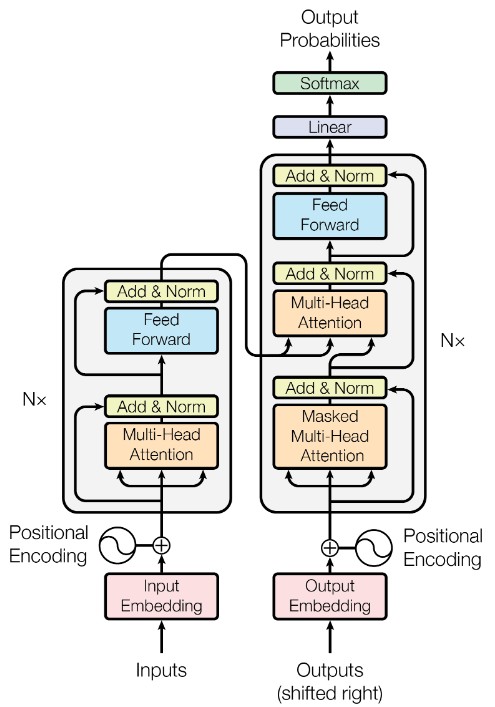 Output
Probabilities
Softmax
Linear
Add & Norm
Feed
Forward
Add & Norm
Multi-Head
Attention
Add & Norm
Masked
Multi-Head
Attention
N×
Add & Norm
Feed
Forward
Add & Norm
Multi-Head
Attention
N×
Positional
Encoding
Positional
Encoding
Input
Embedding
Output
Embedding
Inputs
Outputs
(shifted right)